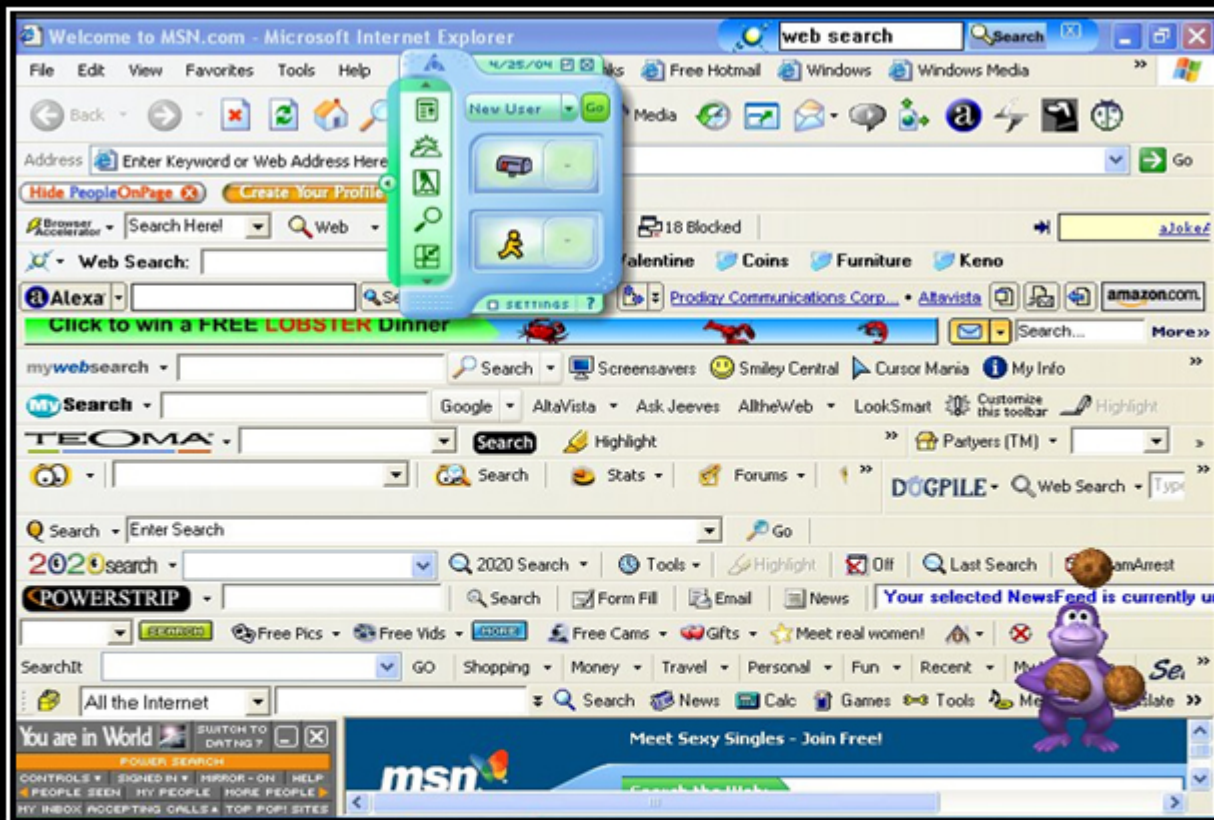 Welcome to MSN.com - Microsoft Internet Explorer
web search Search
File Edit View Favorites Tools Help
4/25/04
Free Hotmail Windows Windows Media »
New User Go
Back Media
Address Enter Keyword or Web Address Here Go
Hide PeopleOnPage Create Your Profile
Browser Accelerator Search Here! Web 18 Blocked
Web Search: Valentine Coins Furniture Keno
SETTINGS ?
Alexa Prodigy Communications Corp... • Altavista amazon.com.
Click to win a FREE LOBSTER Dinner Search... More»
mywebsearch Search Screensavers Smiley Central Cursor Mania My Info »
My Search Google AltaVista Ask Jeeves AlltheWeb LookSmart Customize this toolbar Highlight
TEOMA Search Highlight » Partyers (TM) »
Search Stats Forums » DOGPILE Web Search »
Search Enter Search Go
2020search 2020 Search Tools Highlight Off Last Search
POWERSTRIP Search Form Fill Email News Your selected NewsFeed is currently
SEARCH Free Pics Free Vids MORE Free Cams Gifts Meet real women!
SearchIt GO Shopping Money Travel Personal Fun Recent »
All the Internet Search News Calc Games Tools »
You are in World SWITCH TO DATNG?
POWER SEARCH
CONTROLS SIGNED IN MIRROR - ON HELP
PEOPLE SEEN MY PEOPLE MORE PEOPLE
MY INBOX ACCEPTING CALLS TOP POP! SITES
Meet Sexy Singles - Join Free!
msn